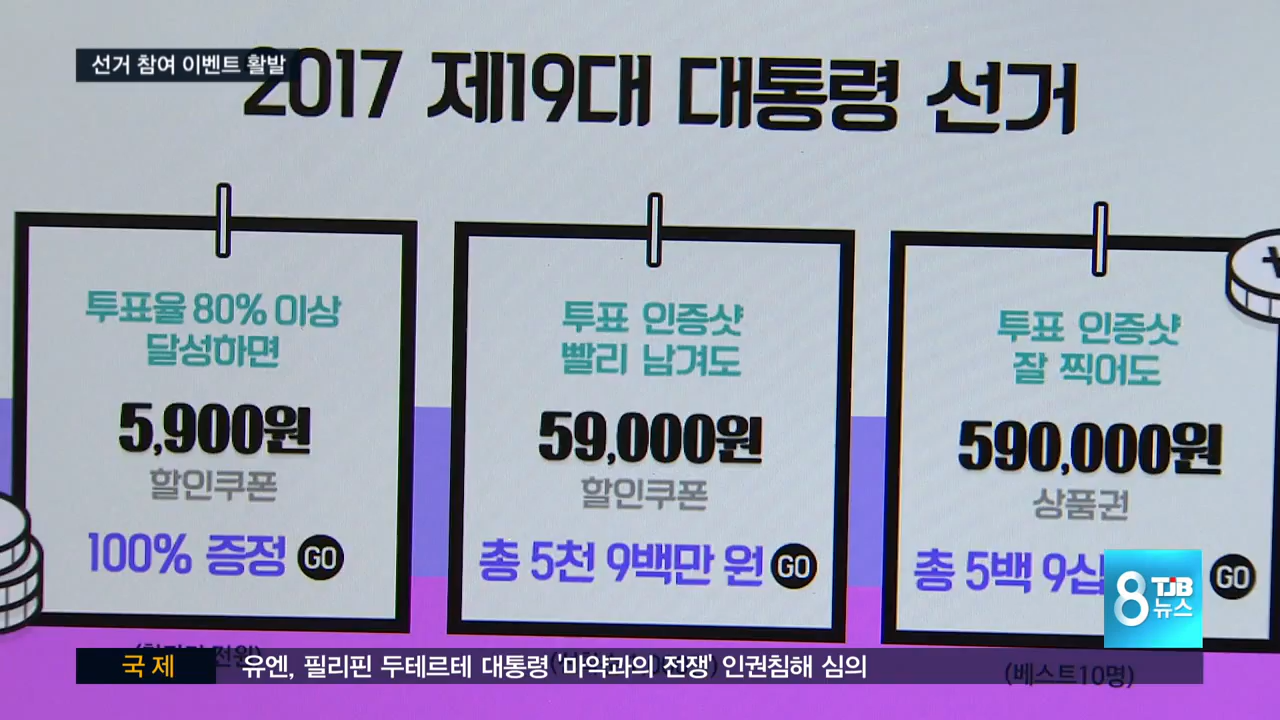 선거 참여 이벤트 활발
2017 제19대 대통령 선거
투표율 80% 이상
달성하면
5,900원
할인쿠폰
100% 증정 GO
투표 인증샷
빨리 남겨도
59,000원
할인쿠폰
총 5천 9백만 원 GO
투표 인증샷
잘 찍어도
590,000원
상품권
총 5백 9십 GO
(베스트10명)
8 TJB 뉴스
국제
유엔, 필리핀 두테르테 대통령 '마약과의 전쟁' 인권침해 심의